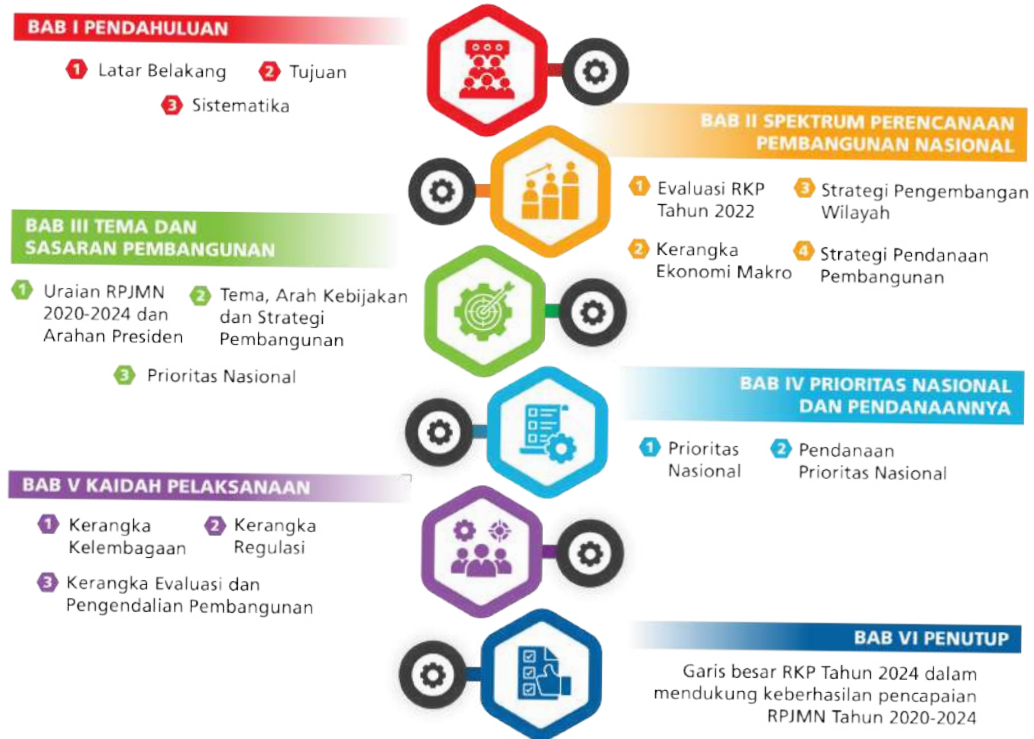 BAB I PENDAHULUAN
1 Latar Belakang
2 Tujuan
3 Sistematika
BAB II SPEKTRUM PERENCANAAN
PEMBANGUNAN NASIONAL
1 Evaluasi RKP
Tahun 2022
2 Kerangka
Ekonomi Makro
3 Strategi Pengembangan
Wilayah
4 Strategi Pendanaan
Pembangunan
BAB III TEMA DAN
SASARAN PEMBANGUNAN
1 Uraian RPJMN
2020-2024 dan
Arahan Presiden
2 Tema, Arah Kebijakan
dan Strategi
Pembangunan
3 Prioritas Nasional
BAB IV PRIORITAS NASIONAL
DAN PENDANAANNYA
1 Prioritas
Nasional
2 Pendanaan
Prioritas Nasional
BAB V KAIDAH PELAKSANAAN
1 Kerangka
Kelembagaan
2 Kerangka
Regulasi
3 Kerangka Evaluasi dan
Pengendalian Pembangunan
BAB VI PENUTUP
Garis besar RKP Tahun 2024 dalam
mendukung keberhasilan pencapaian
RPJMN Tahun 2020-2024